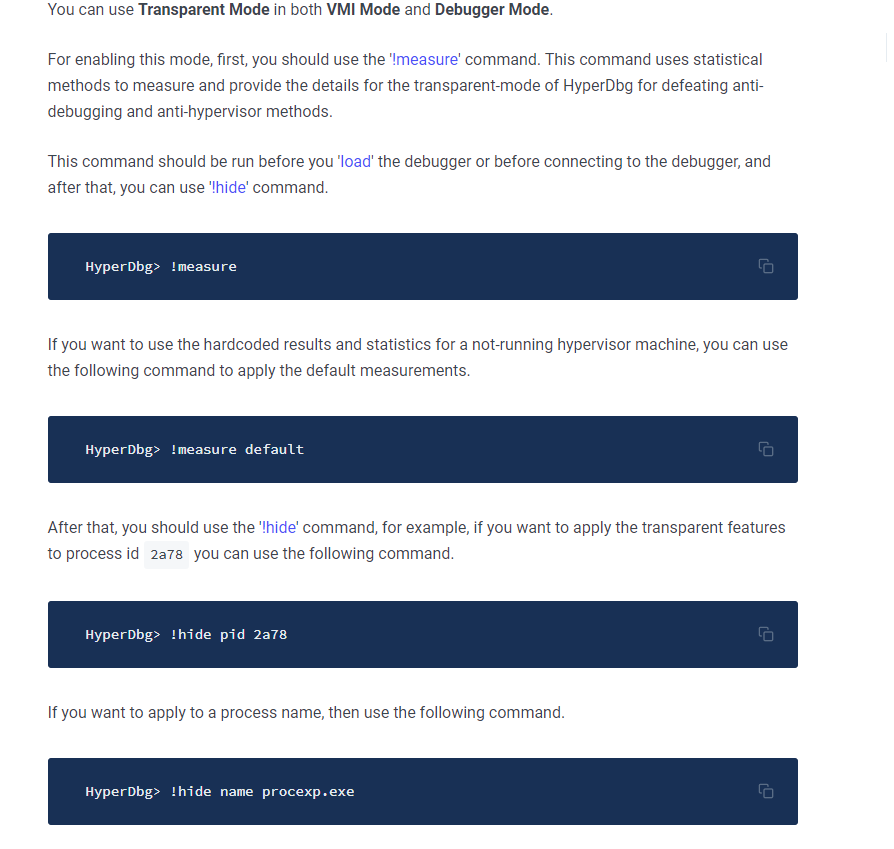 You can use Transparent Mode in both VMI Mode and Debugger Mode.
For enabling this mode, first, you should use the '!measure' command. This command uses statistical
methods to measure and provide the details for the transparent-mode of HyperDbg for defeating anti-
debugging and anti-hypervisor methods.
This command should be run before you 'load' the debugger or before connecting to the debugger, and
after that, you can use '!hide' command.
HyperDbg> !measure
If you want to use the hardcoded results and statistics for a not-running hypervisor machine, you can use
the following command to apply the default measurements.
HyperDbg> !measure default
After that, you should use the '!hide' command, for example, if you want to apply the transparent features
to process id 2a78 you can use the following command.
HyperDbg> !hide pid 2a78
If you want to apply to a process name, then use the following command.
HyperDbg> !hide name procexp.exe